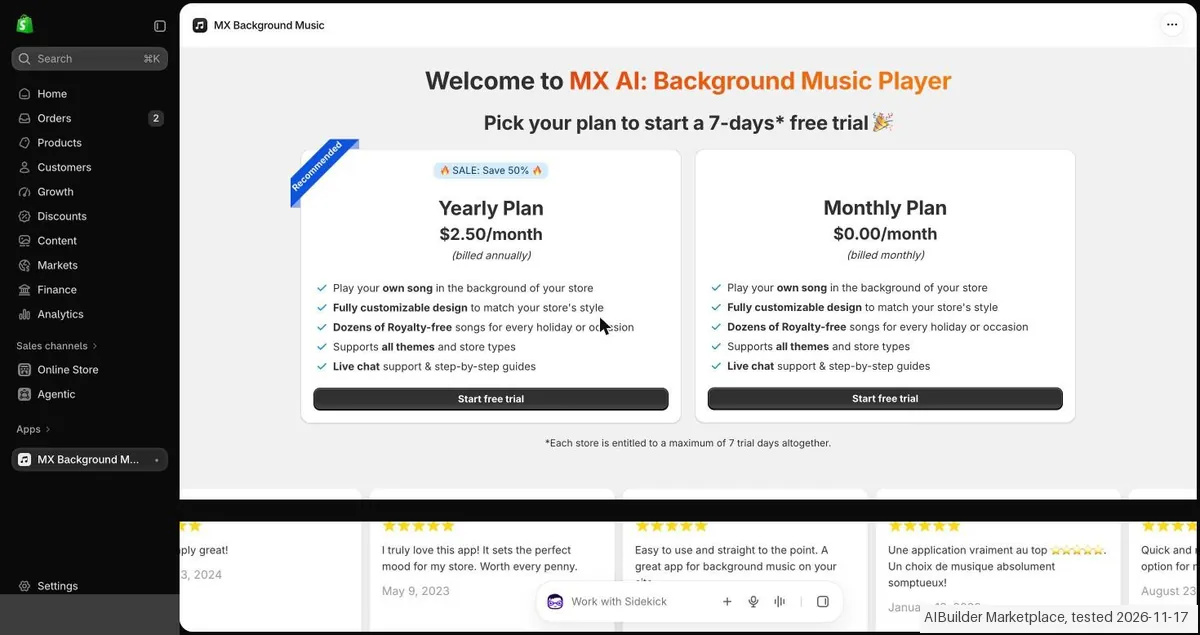 MX Background Music
Search ⌘K
Home
Orders 2
Products
Customers
Growth
Discounts
Content
Markets
Finance
Analytics
Sales channels
Online Store
Agentic
Apps
MX Background M...
Settings
Welcome to MX AI: Background Music Player
Pick your plan to start a 7-days* free trial 🎉
Recommended
🔥 SALE: Save 50% 🔥
Yearly Plan
$2.50/month
(billed annually)
Play your own song in the background of your store
Fully customizable design to match your store's style
Dozens of Royalty-free songs for every holiday or occasion
Supports all themes and store types
Live chat support & step-by-step guides
Start free trial
Monthly Plan
$0.00/month
(billed monthly)
Play your own song in the background of your store
Fully customizable design to match your store's style
Dozens of Royalty-free songs for every holiday or occasion
Supports all themes and store types
Live chat support & step-by-step guides
Start free trial
*Each store is entitled to a maximum of 7 trial days altogether.
great!
3, 2024
I truly love this app! It sets the perfect
mood for my store. Worth every penny.
May 9, 2023
Easy to use and straight to the point. A
great app for background music on your
Une application vraiment au top ⭐⭐⭐⭐⭐.
Un choix de musique absolument
somptueux!
Quick and
option for
August 23
Work with Sidekick
AIBuilder Marketplace, tested 2026-11-17